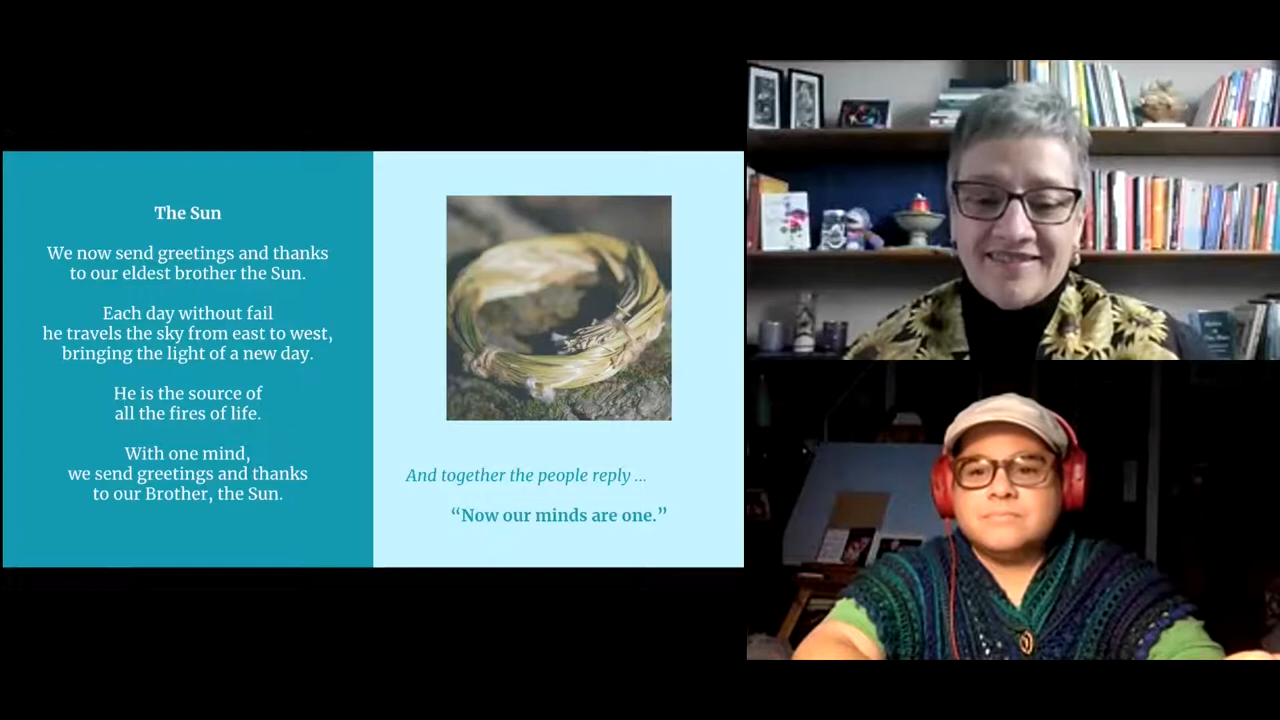 The Sun
We now send greetings and thanks
to our eldest brother the Sun.
Each day without fail
he travels the sky from east to west,
bringing the light of a new day.
He is the source of
all the fires of life.
With one mind,
we send greetings and thanks
to our Brother, the Sun.
And together the people reply ...
“Now our minds are one.”